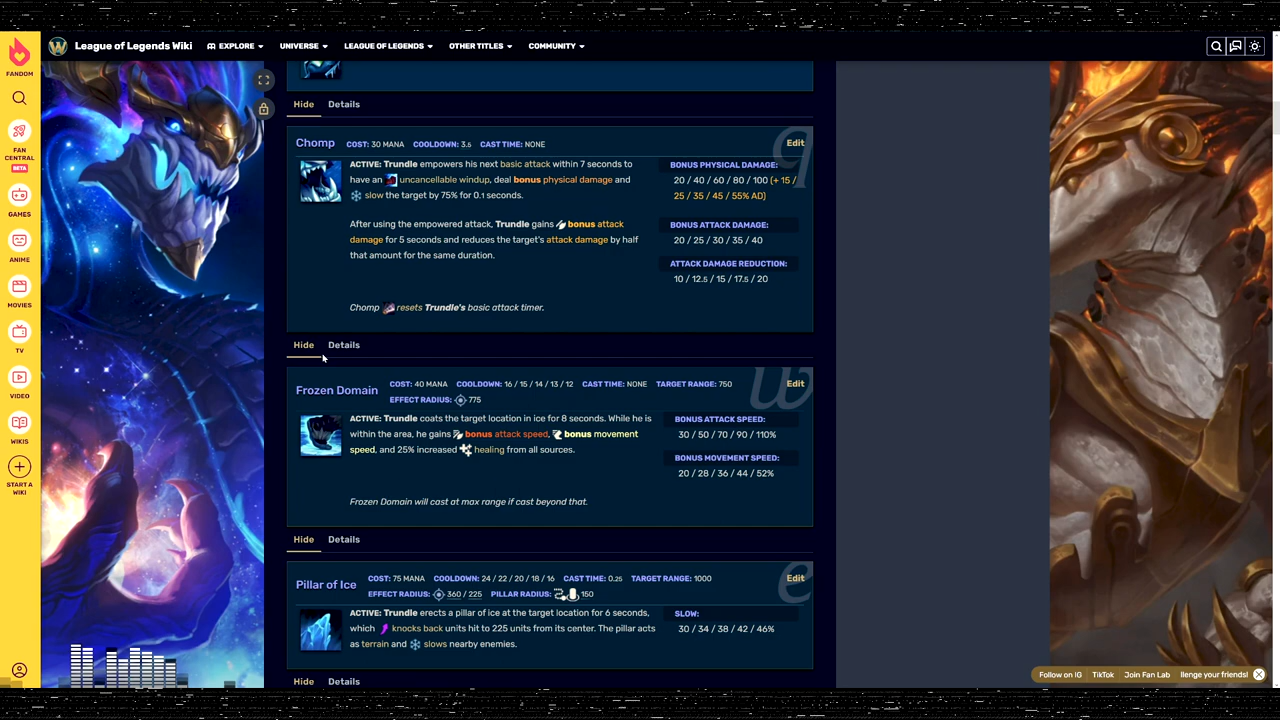 League of Legends Wiki
EXPLORE
UNIVERSE
LEAGUE OF LEGENDS
OTHER TITLES
COMMUNITY
FANDOM
FAN
CENTRAL
BETA
GAMES
ANIME
MOVIES
TV
VIDEO
WIKIS
START A
WIKI
Hide Details
Chomp COST: 30 MANA COOLDOWN: 3.5 CAST TIME: NONE Edit
q
ACTIVE: Trundle empowers his next basic attack within 7 seconds to
have an uncancellable windup, deal bonus physical damage and
slow the target by 75% for 0.1 seconds.
After using the empowered attack, Trundle gains bonus attack
damage for 5 seconds and reduces the target's attack damage by half
that amount for the same duration.
Chomp resets Trundle's basic attack timer.
BONUS PHYSICAL DAMAGE:
20 / 40 / 60 / 80 / 100 (+ 15 /
25 / 35 / 45 / 55% AD)
BONUS ATTACK DAMAGE:
20 / 25 / 30 / 35 / 40
ATTACK DAMAGE REDUCTION:
10 / 12.5 / 15 / 17.5 / 20
Hide Details
Frozen Domain COST: 40 MANA COOLDOWN: 16 / 15 / 14 / 13 / 12 CAST TIME: NONE TARGET RANGE: 750 Edit
EFFECT RADIUS: 775
w
ACTIVE: Trundle coats the target location in ice for 8 seconds. While he is
within the area, he gains bonus attack speed, bonus movement
speed, and 25% increased healing from all sources.
Frozen Domain will cast at max range if cast beyond that.
BONUS ATTACK SPEED:
30 / 50 / 70 / 90 / 110%
BONUS MOVEMENT SPEED:
20 / 28 / 36 / 44 / 52%
Hide Details
Pillar of Ice COST: 75 MANA COOLDOWN: 24 / 22 / 20 / 18 / 16 CAST TIME: 0.25 TARGET RANGE: 1000 Edit
EFFECT RADIUS: 360 / 225 PILLAR RADIUS: 150
e
ACTIVE: Trundle erects a pillar of ice at the target location for 6 seconds,
which knocks back units hit to 225 units from its center. The pillar acts
as terrain and slows nearby enemies.
SLOW:
30 / 34 / 38 / 42 / 46%
Hide Details
Follow on IG TikTok Join Fan Lab llenge your friends!